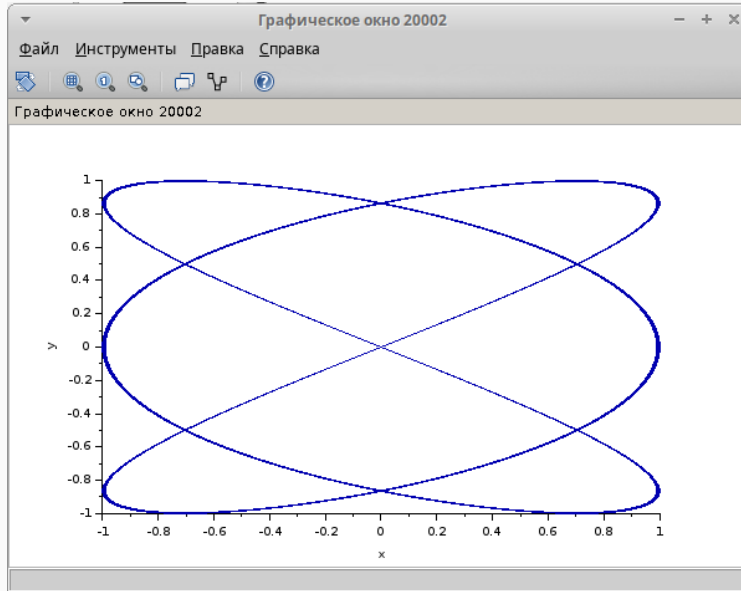 Графическое окно 20002
Файл Инструменты Правка Справка
Графическое окно 20002
1
0.8
0.6
0.4
0.2
0
-0.2
-0.4
-0.6
-0.8
-1
y
-1 -0.8 -0.6 -0.4 -0.2 0 0.2 0.4 0.6 0.8 1
x